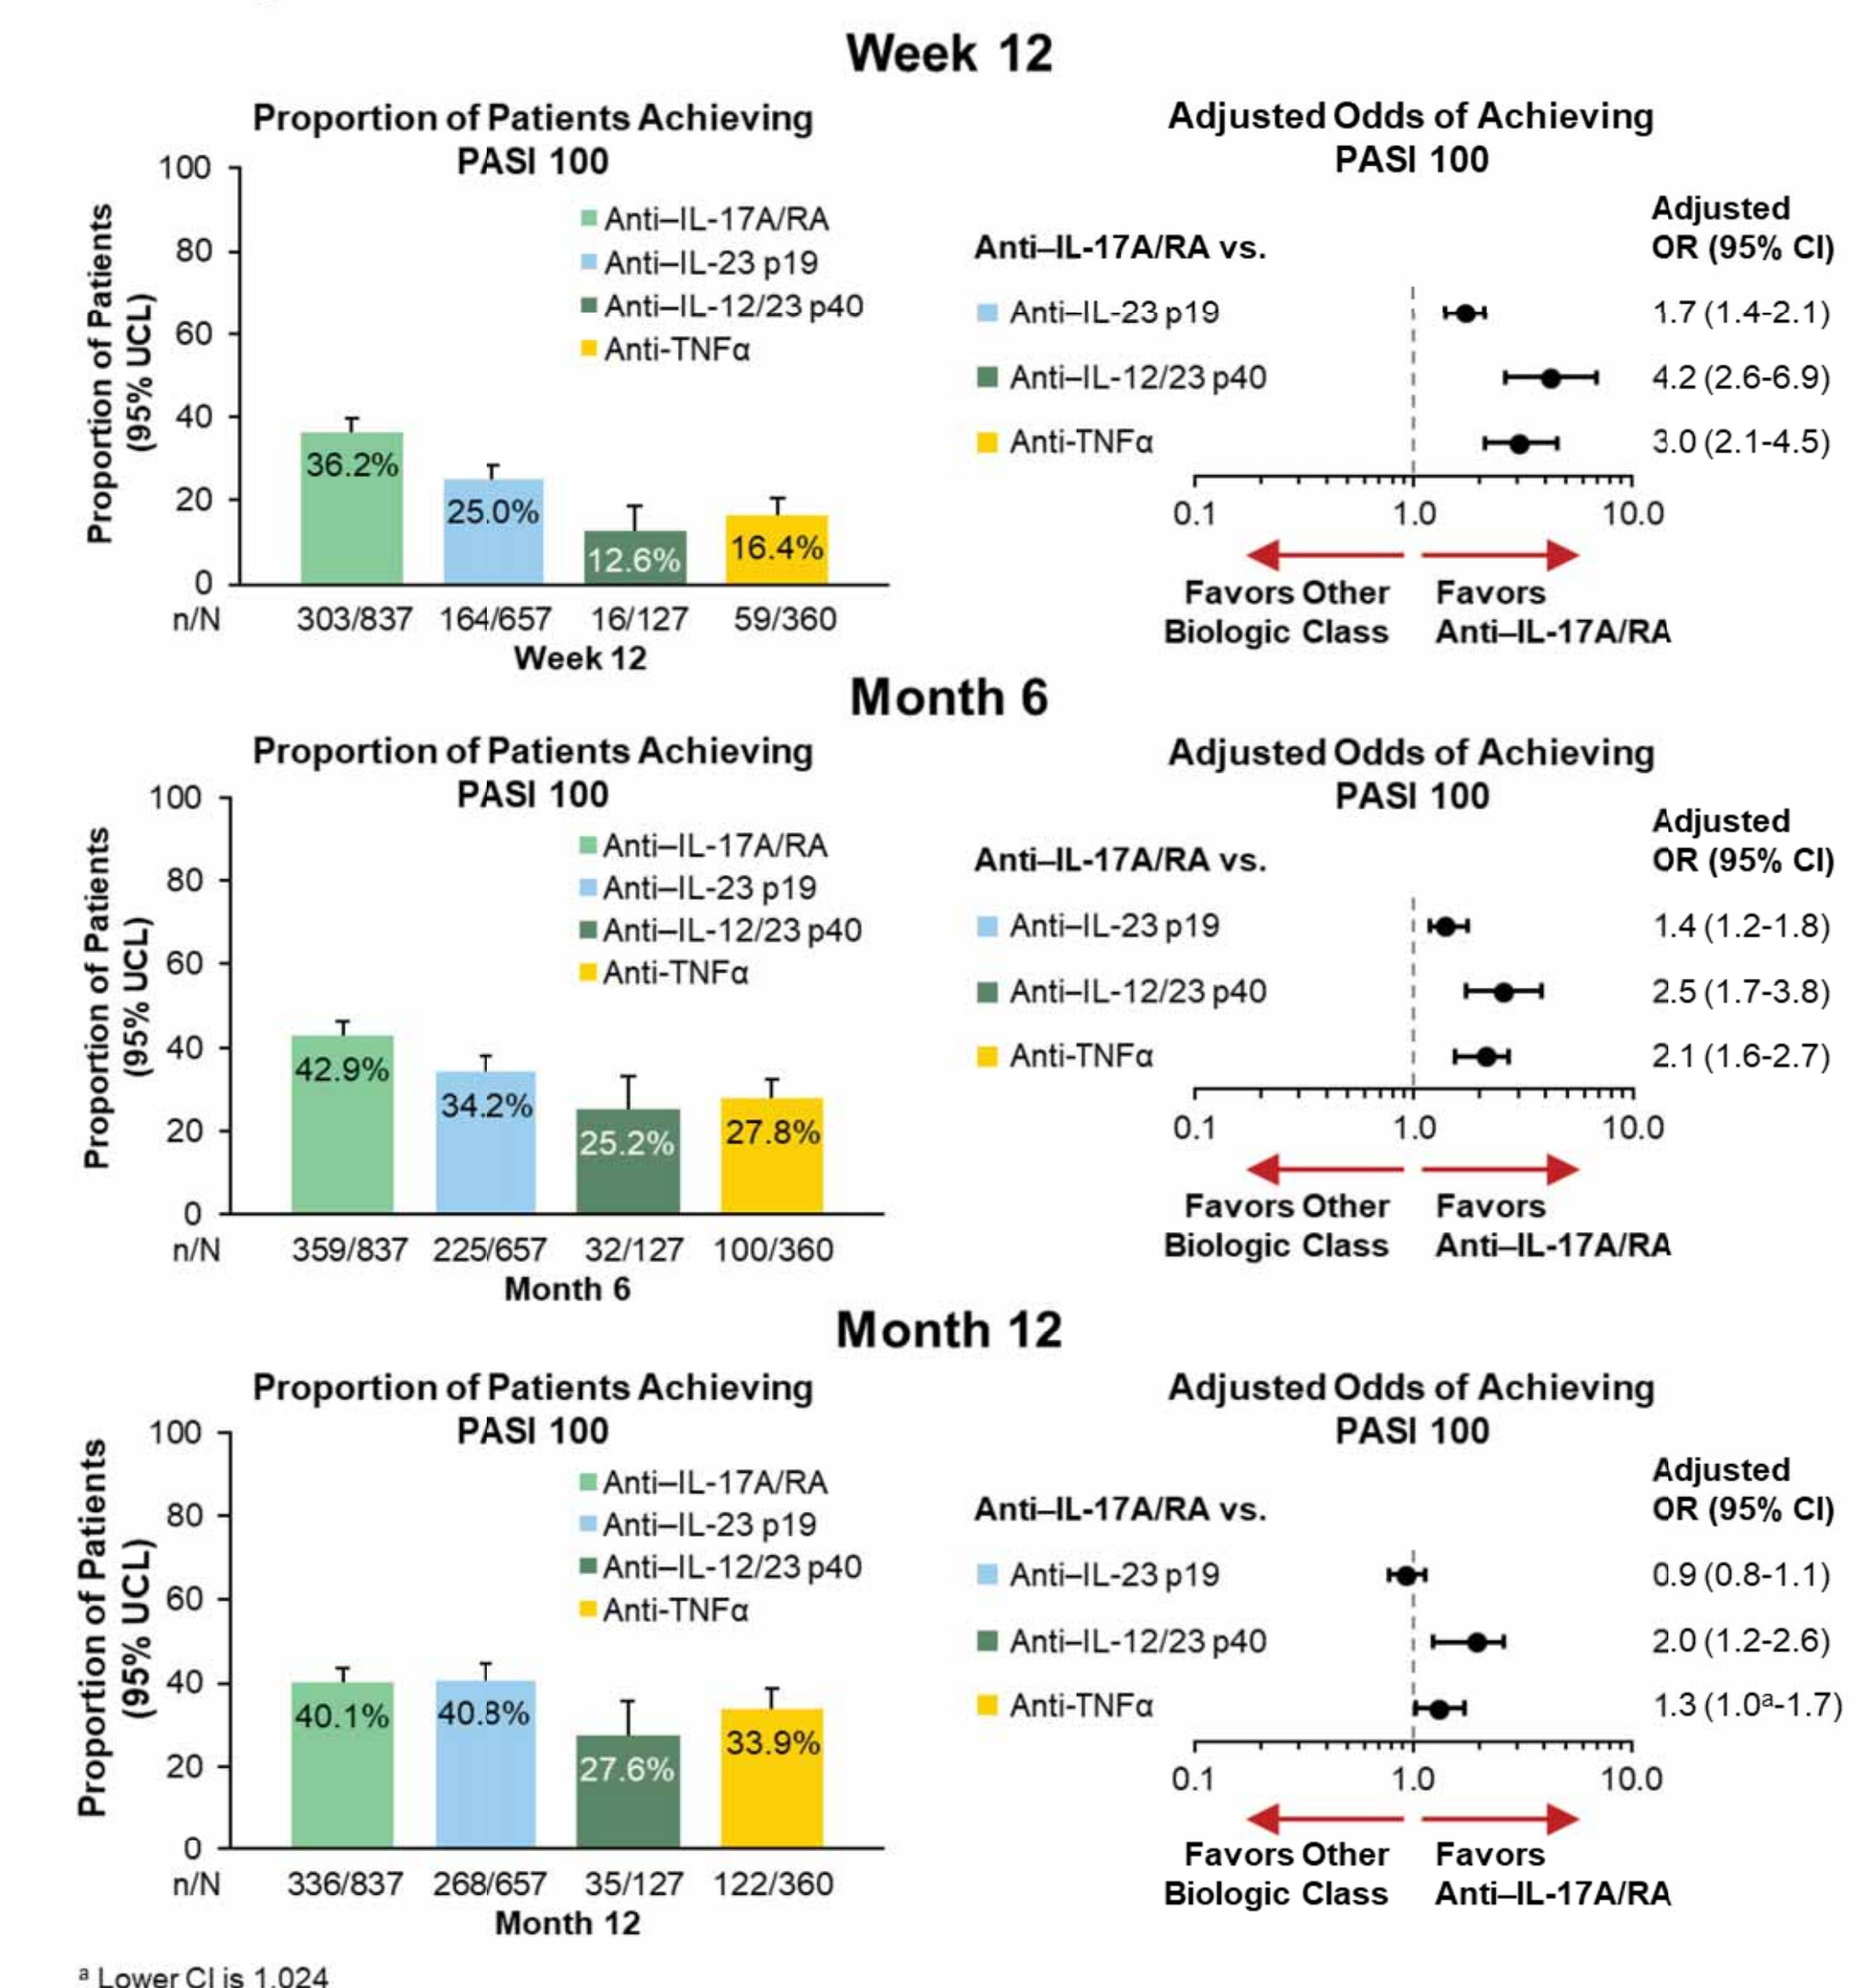 Week 12
Proportion of Patients Achieving
PASI 100
Proportion of Patients
(95% UCL)
100
80
60
40
20
0
Anti–IL-17A/RA
Anti–IL-23 p19
Anti–IL-12/23 p40
Anti-TNFα
36.2%
25.0%
12.6%
16.4%
n/N 303/837 164/657 16/127 59/360
Week 12
Adjusted Odds of Achieving
PASI 100
Adjusted
OR (95% CI)
Anti–IL-17A/RA vs.
Anti–IL-23 p19 1.7 (1.4-2.1)
Anti–IL-12/23 p40 4.2 (2.6-6.9)
Anti-TNFα 3.0 (2.1-4.5)
0.1 1.0 10.0
Favors Other
Biologic Class
Favors
Anti–IL-17A/RA
Month 6
Proportion of Patients Achieving
PASI 100
Proportion of Patients
(95% UCL)
100
80
60
40
20
0
Anti–IL-17A/RA
Anti–IL-23 p19
Anti–IL-12/23 p40
Anti-TNFα
42.9%
34.2%
25.2%
27.8%
n/N 359/837 225/657 32/127 100/360
Month 6
Adjusted Odds of Achieving
PASI 100
Adjusted
OR (95% CI)
Anti–IL-17A/RA vs.
Anti–IL-23 p19 1.4 (1.2-1.8)
Anti–IL-12/23 p40 2.5 (1.7-3.8)
Anti-TNFα 2.1 (1.6-2.7)
0.1 1.0 10.0
Favors Other
Biologic Class
Favors
Anti–IL-17A/RA
Month 12
Proportion of Patients Achieving
PASI 100
Proportion of Patients
(95% UCL)
100
80
60
40
20
0
Anti–IL-17A/RA
Anti–IL-23 p19
Anti–IL-12/23 p40
Anti-TNFα
40.1%
40.8%
27.6%
33.9%
n/N 336/837 268/657 35/127 122/360
Month 12
Adjusted Odds of Achieving
PASI 100
Adjusted
OR (95% CI)
Anti–IL-17A/RA vs.
Anti–IL-23 p19 0.9 (0.8-1.1)
Anti–IL-12/23 p40 2.0 (1.2-2.6)
Anti-TNFα 1.3 (1.0ª-1.7)
0.1 1.0 10.0
Favors Other
Biologic Class
Favors
Anti–IL-17A/RA
ª Lower CI is 1.024